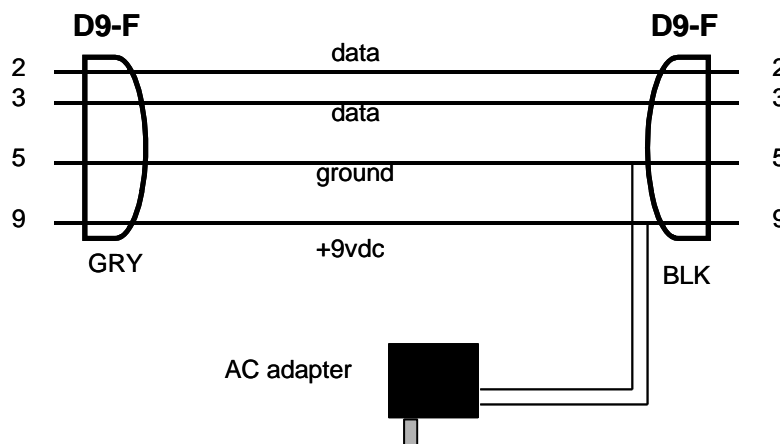 D9-F D9-F
data
2 2
3 3
data
5 5
ground
9 9
+9vdc
GRY
BLK
AC adapter